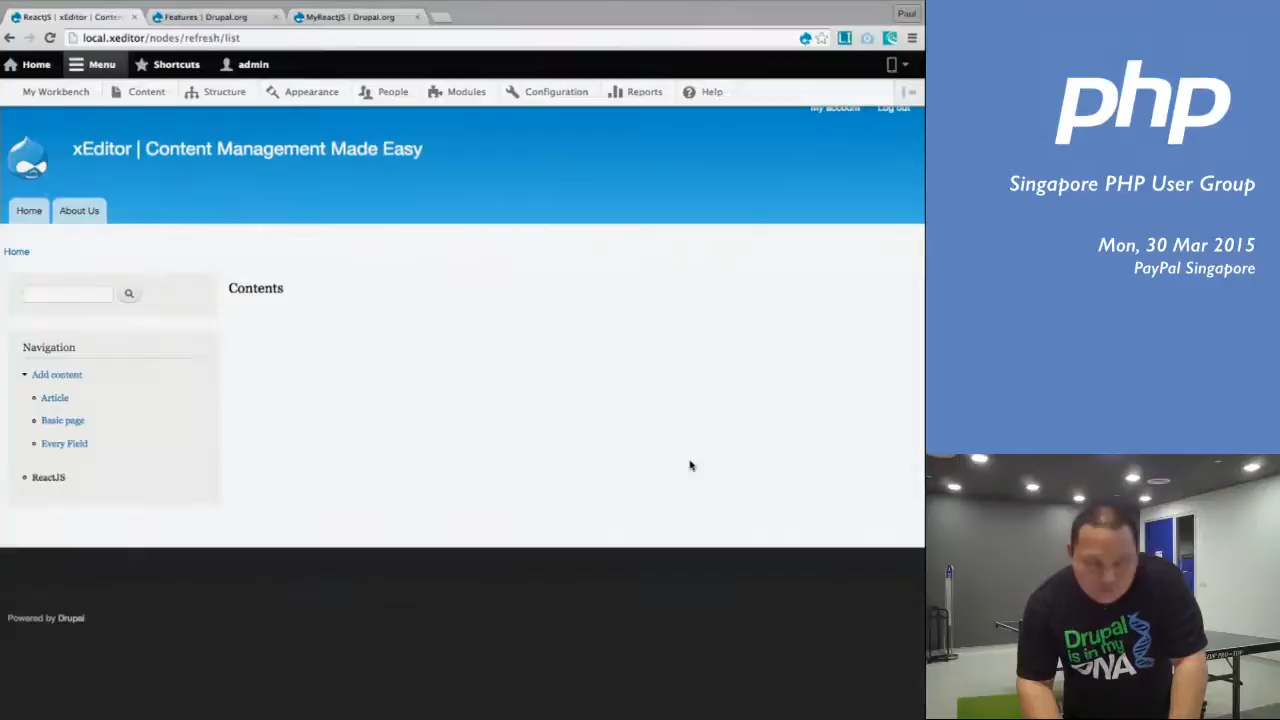 ReactJS | xEditor | Conten
Features | Drupal.org
MyReactJS | Drupal.org
Paul
local.xeditor/nodes/refresh/list
Home
Menu
Shortcuts
admin
My Workbench
Content
Structure
Appearance
People
Modules
Configuration
Reports
Help
My account
Log out
xEditor | Content Management Made Easy
Home
About Us
Home
Contents
Navigation
Add content
Article
Basic page
Every Field
ReactJS
Powered by Drupal
php
Singapore PHP User Group
Mon, 30 Mar 2015
PayPal Singapore
Drupal
is in my
DNA